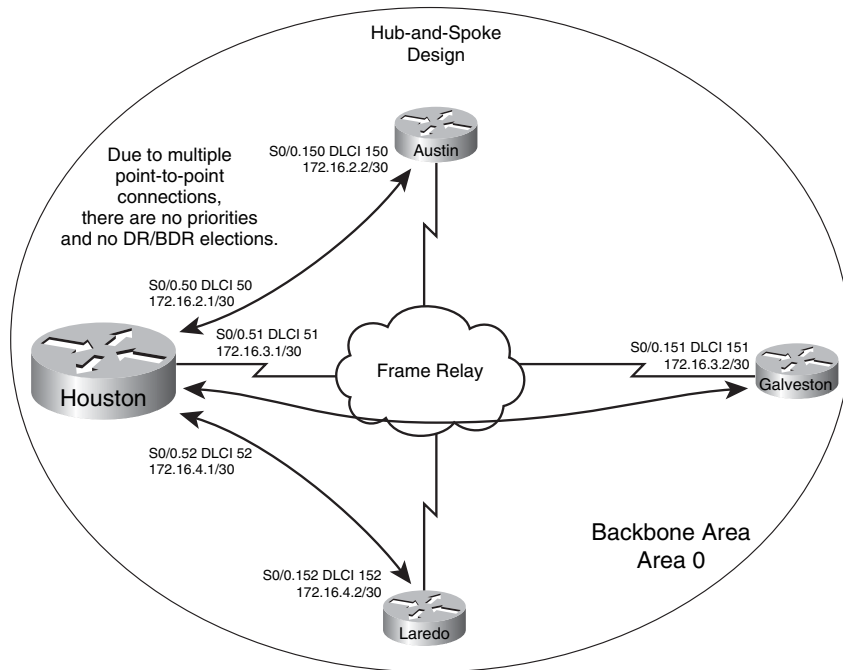 Hub-and-Spoke
Design
Due to multiple
point-to-point
connections,
there are no priorities
and no DR/BDR elections.
S0/0.150 DLCI 150
172.16.2.2/30
Austin
S0/0.50 DLCI 50
172.16.2.1/30
S0/0.51 DLCI 51
172.16.3.1/30
Houston
Frame Relay
S0/0.151 DLCI 151
172.16.3.2/30
Galveston
S0/0.52 DLCI 52
172.16.4.1/30
S0/0.152 DLCI 152
172.16.4.2/30
Laredo
Backbone Area
Area 0